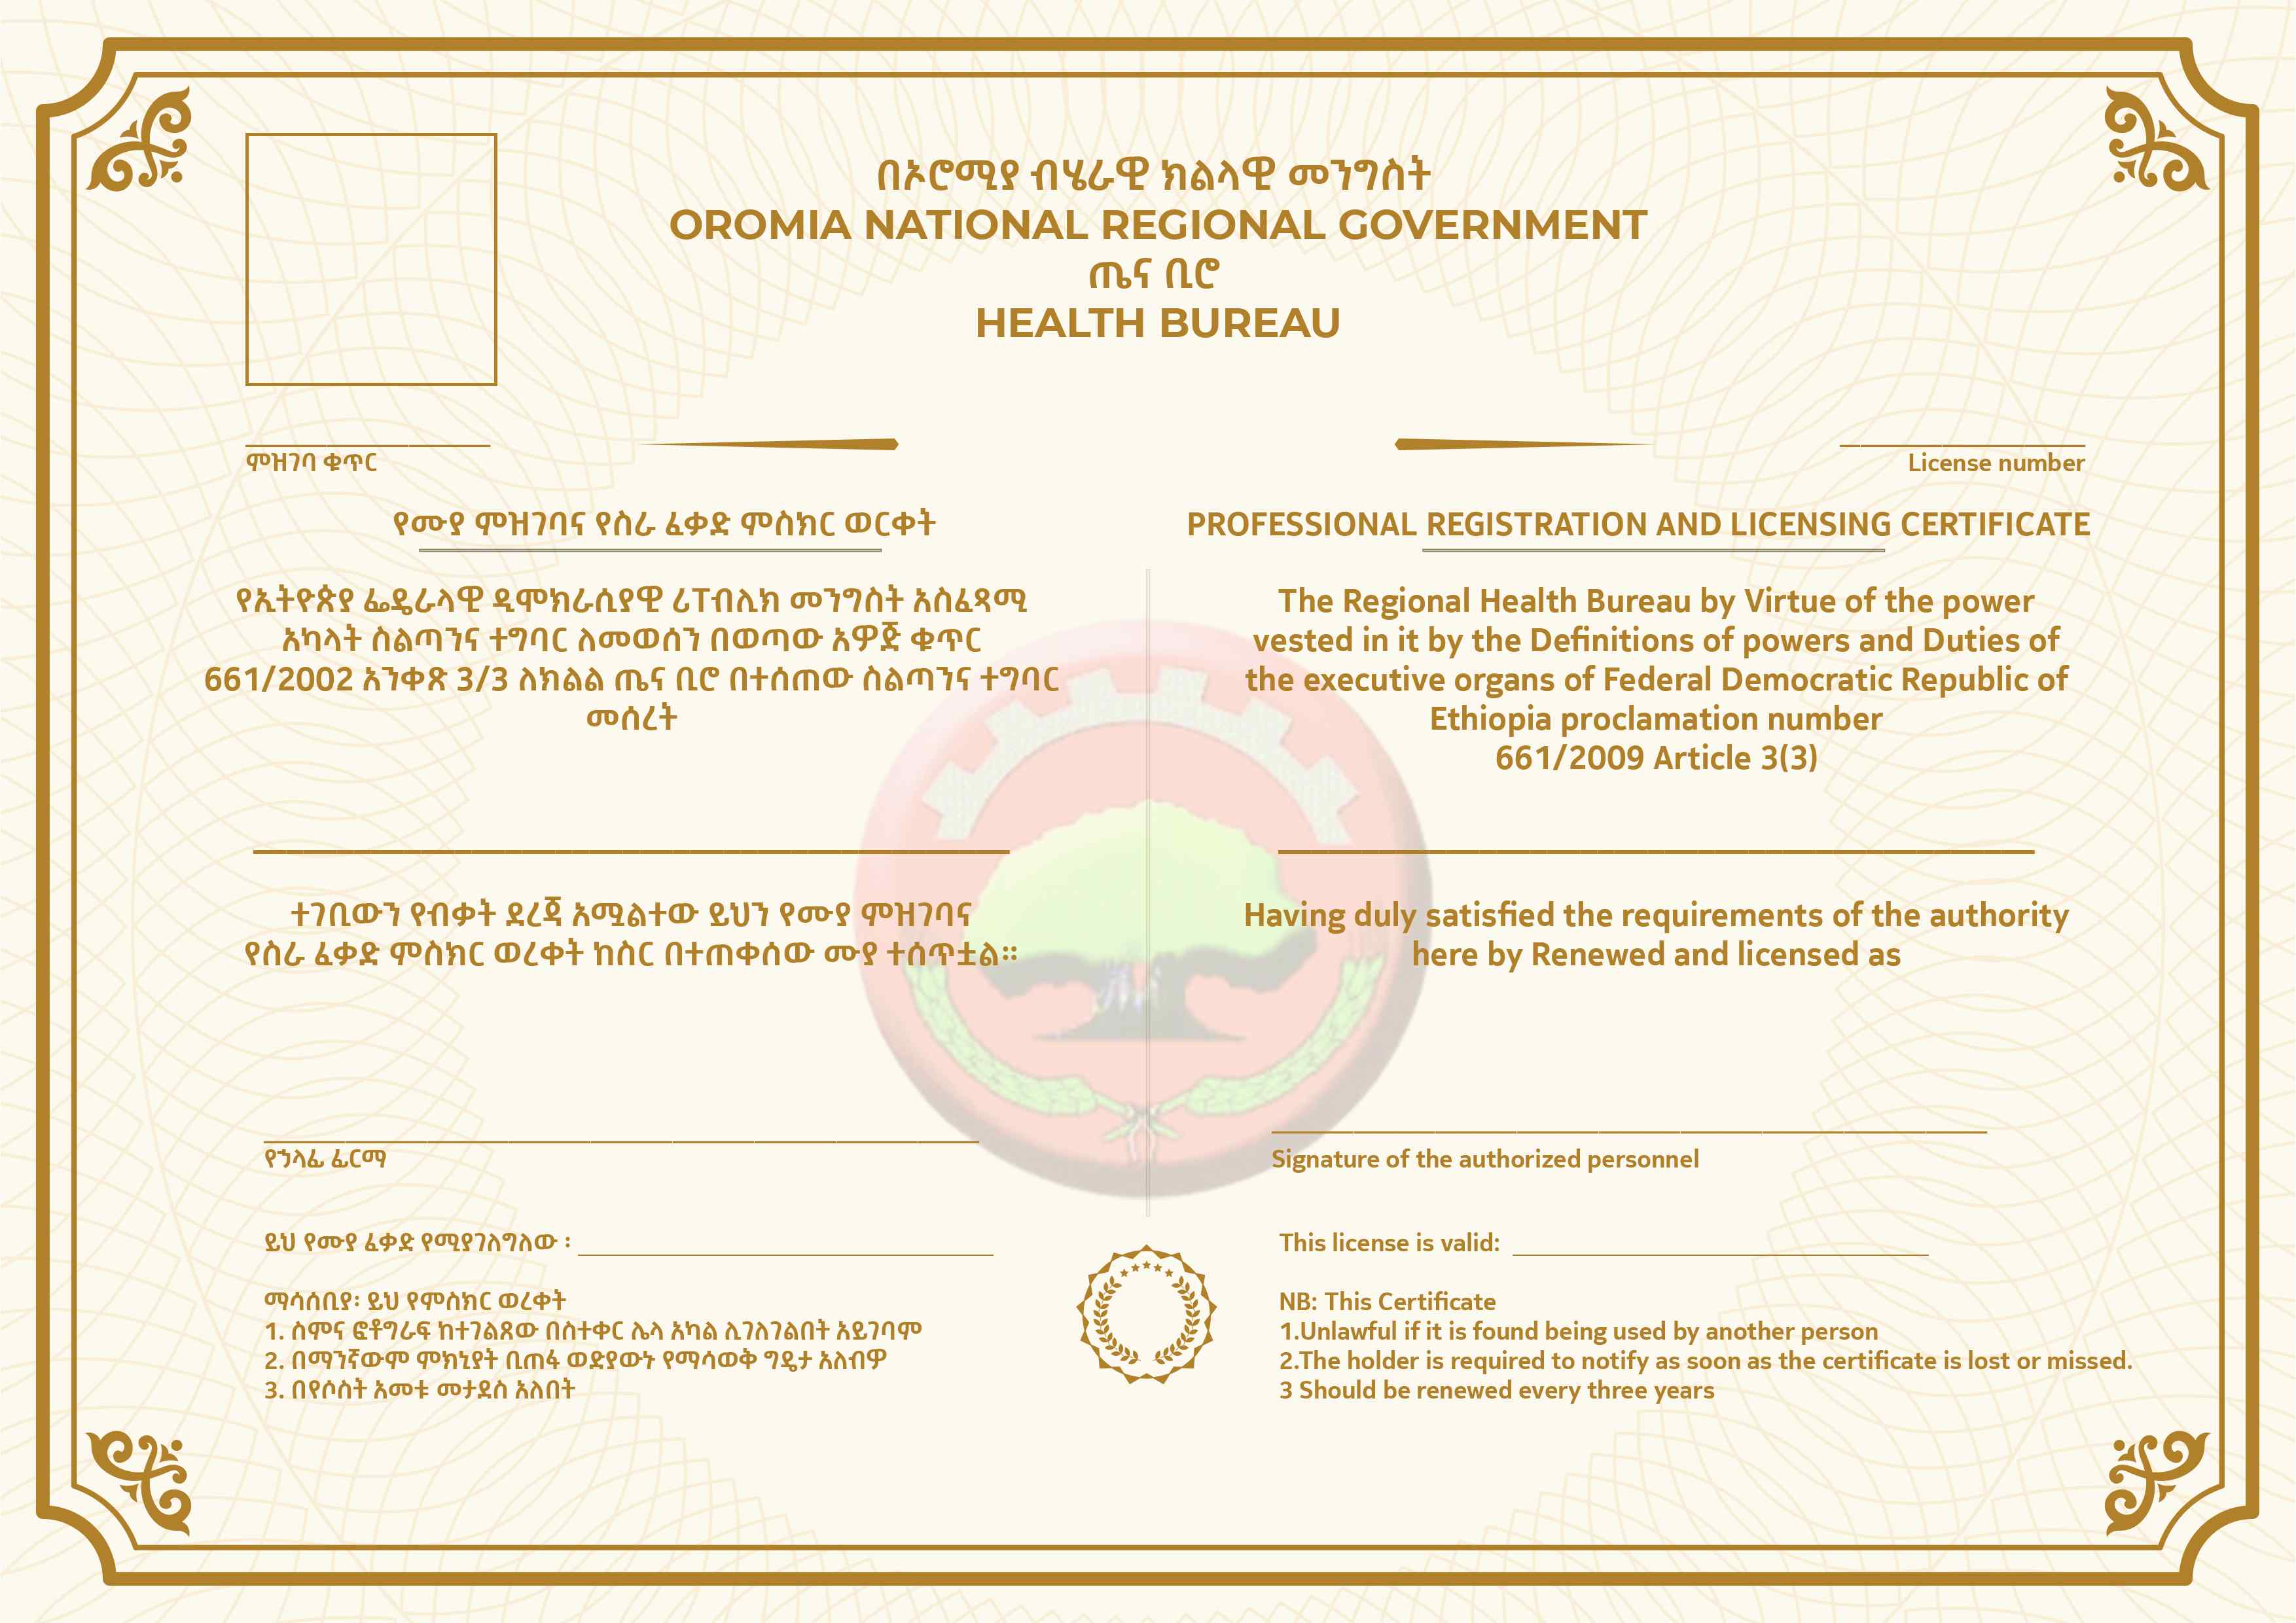 በኦሮሚያ ብሄራዊ ክልላዊ መንግስት
OROMIA NATIONAL REGIONAL GOVERNMENT
ጤና ቢሮ
HEALTH BUREAU
ምዝገባ ቁጥር
License number
የሙያ ምዝገባና የስራ ፈቃድ ምስክር ወርቀት
የኢትዮጵያ ፌዴራላዊ ዲሞክራሲያዊ ሪፐብሊክ መንግስት አስፈጻሚ
አካላት ስልጣንና ተግባር ለመወሰን በወጣው አዋጅ ቁጥር
661/2002 አንቀጽ 3/3 ለክልል ጤና ቢሮ በተሰጠው ስልጣንና ተግባር
መሰረት
ተገቢውን የብቃት ደረጃ አሟልተው ይህን የሙያ ምዝገባና
የስራ ፈቃድ ምስክር ወረቀት ከስር በተጠቀሰው ሙያ ተሰጥቷል።
የኃላፊ ፊርማ
ይህ የሙያ ፈቃድ የሚያገለግለው ፡
ማሳሰቢያ፡ ይህ የምስክር ወረቀት
1. ስምና ፎቶግራፍ ከተገልጸው በስተቀር ሌላ አካል ሊገለገልበት አይገባም
2. በማንኛውም ምክኒያት ቢጠፋ ወድያውኑ የማሳወቅ ግዴታ አለብዎ
3. በየሶስት አመቱ መታደስ አለበት
PROFESSIONAL REGISTRATION AND LICENSING CERTIFICATE
The Regional Health Bureau by Virtue of the power
vested in it by the Definitions of powers and Duties of
the executive organs of Federal Democratic Republic of
Ethiopia proclamation number
661/2009 Article 3(3)
Having duly satisfied the requirements of the authority
here by Renewed and licensed as
Signature of the authorized personnel
This license is valid:
NB: This Certificate
1.Unlawful if it is found being used by another person
2.The holder is required to notify as soon as the certificate is lost or missed.
3 Should be renewed every three years